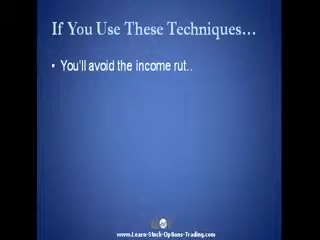 If You Use These Techniques...
• You'll avoid the income rut..
www.Learn-Stock-Options-Trading.com